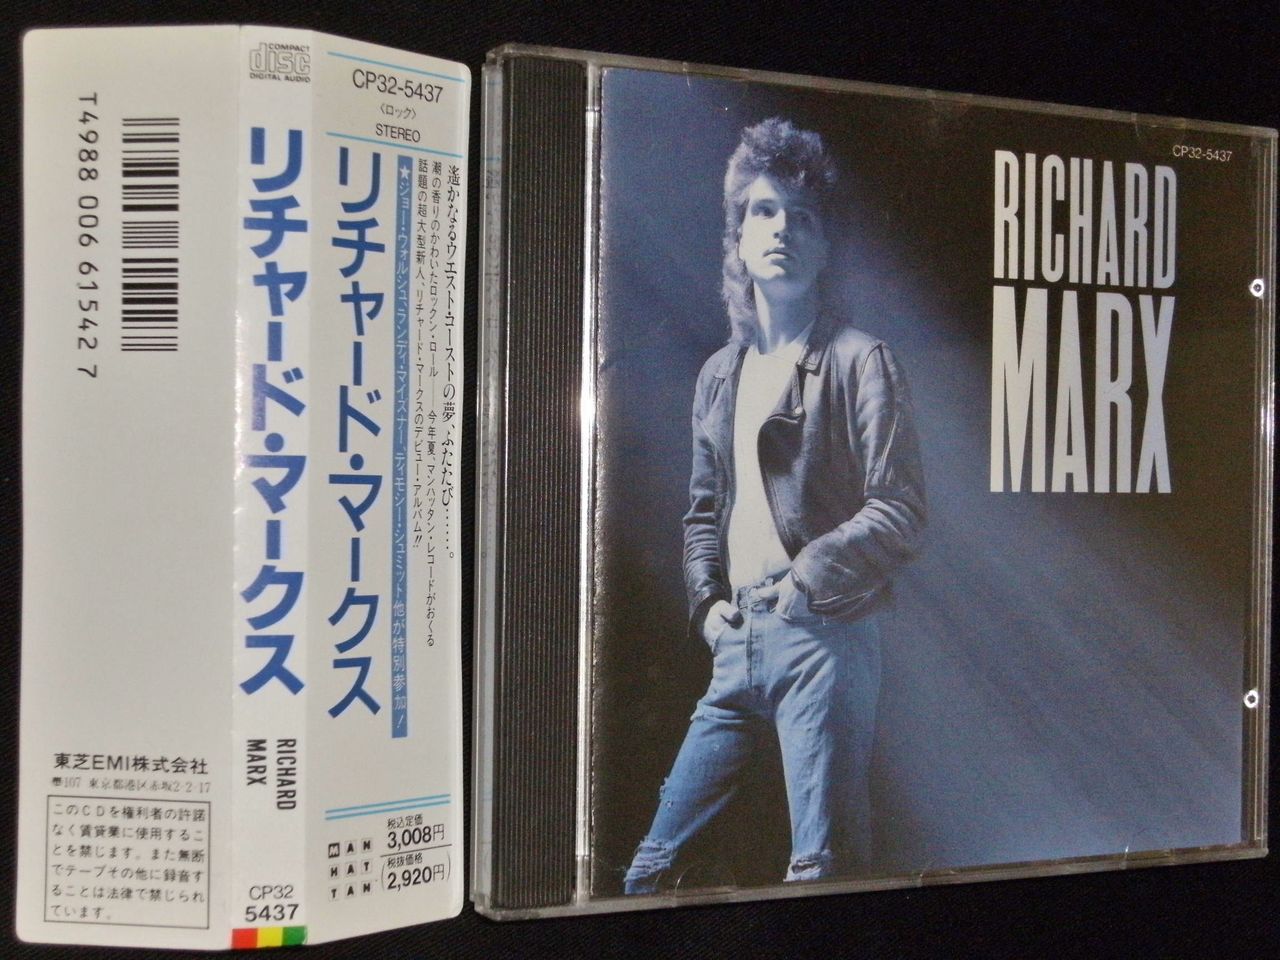 T4988 006 61542 7
東芝EMI株式会社
〠107 東京都港区赤坂2-2-17
このCDを権利者の許諾
なく賃貸業に使用するこ
とを禁じます。また無断
でテープその他に録音す
ることは法律で禁じられ
ています。
COMPACT
disc
DIGITAL AUDIO
リチャード・マークス
RICHARD
MARX
CP32
5437
CP32-5437
〈ロック〉
STEREO
遙かなるウエスト・コーストの夢、ふたたび……。
潮の香りのかわいたロックン・ロール――今年夏、マンハッタン・レコードがおくる
話題の超大型新人、リチャード・マークスのデビュー・アルバム!!
★ジョー・ウォルシュ、ランディ・マイスナー、ティモシー・シュミット他が特別参加！
リチャード・マークス
MAN
HAT
TAN
税込定価
3,008円
(税抜価格
2,920円)
CP32-5437
RICHARD
MARX